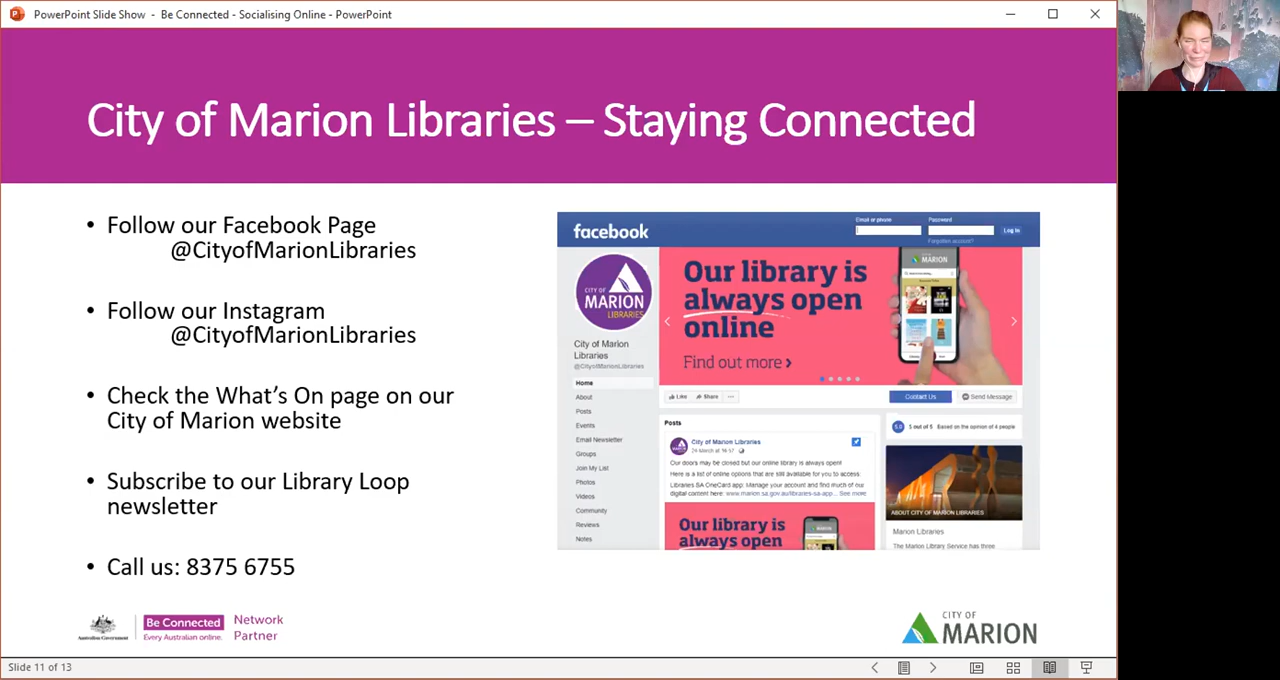 PowerPoint Slide Show - Be Connected - Socialising Online - PowerPoint
City of Marion Libraries – Staying Connected
• Follow our Facebook Page
@CityofMarionLibraries
• Follow our Instagram
@CityofMarionLibraries
• Check the What's On page on our
City of Marion website
• Subscribe to our Library Loop
newsletter
• Call us: 8375 6755
facebook
Email or phone
Password
Log In
Forgotten account?
CITY OF
MARION
LIBRARIES
City of Marion
Libraries
@CityofMarionLibraries
Home
About
Posts
Events
Email Newsletter
Groups
Join My List
Photos
Videos
Community
Reviews
Notes
Our library is
always open
online
Find out more
MARION
Like
Share
Contact Us
Send Message
Posts
City of Marion Libraries
Our doors may be closed but our online library is always open!
Here is a list of online options that are still available for you to access:
Libraries SA OneCard app: Manage your account and find much of our
digital content here: www.marion.sa.gov.au/libraries-sa-app... See more
Our library is
always open
5.0
5 out of 5 Based on the opinion of 4 people
ABOUT CITY OF MARION LIBRARIES
Marion Libraries
The Marion Library Service has three
Australian Government
Be Connected
Every Australian online.
Network
Partner
CITY OF
MARION
Slide 11 of 13